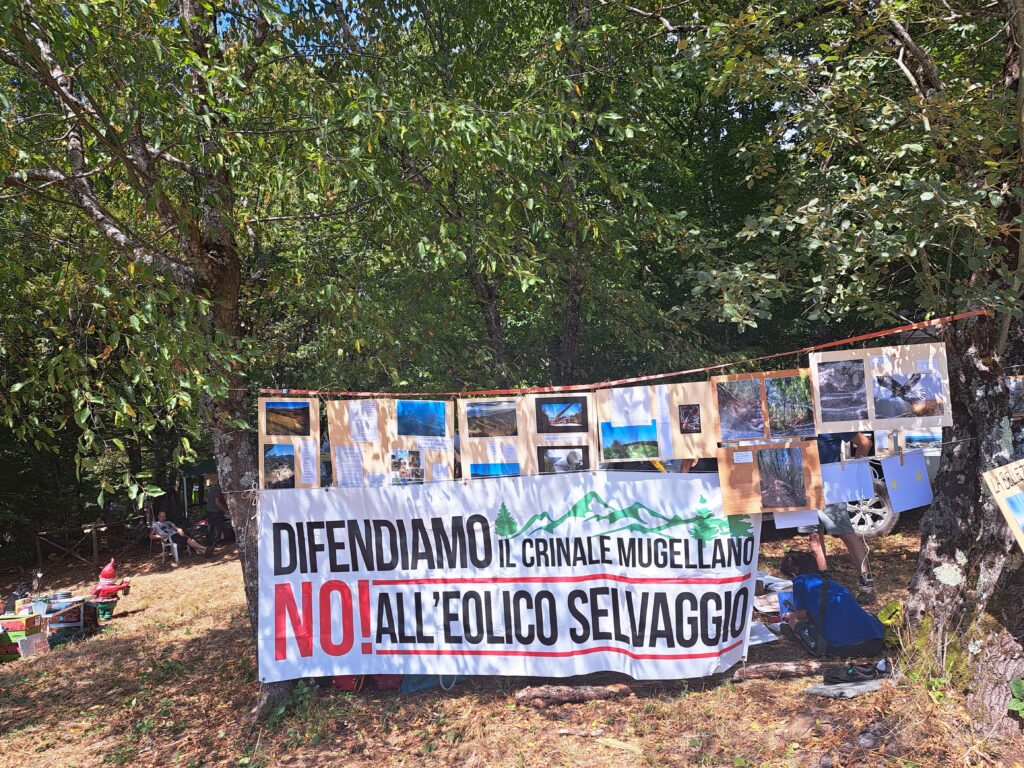 DIFENDIAMO IL CRINALE MUGELLANO
NO! ALL'EOLICO SELVAGGIO